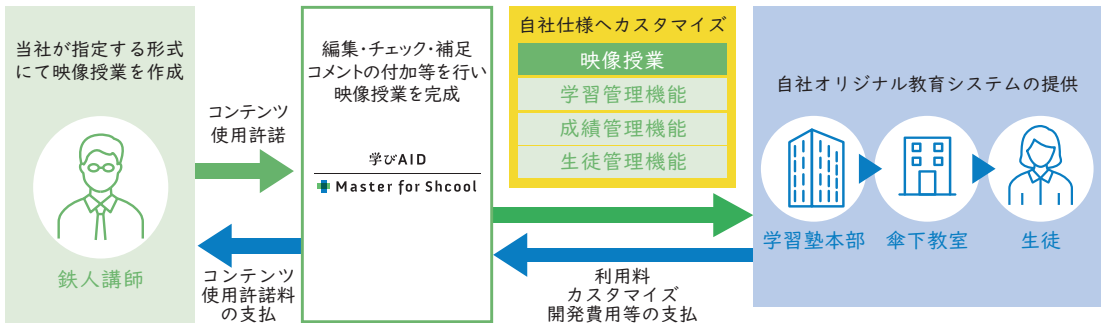 当社が指定する形式
にて映像授業を作成
鉄人講師
コンテンツ
使用許諾
コンテンツ
使用許諾料
の支払
編集・チェック・補足
コメントの付加等を行い
映像授業を完成
学びAID
Master for Shcool
自社仕様へカスタマイズ
映像授業
学習管理機能
成績管理機能
生徒管理機能
利用料
カスタマイズ
開発費用等の支払
自社オリジナル教育システムの提供
学習塾本部
傘下教室
生徒